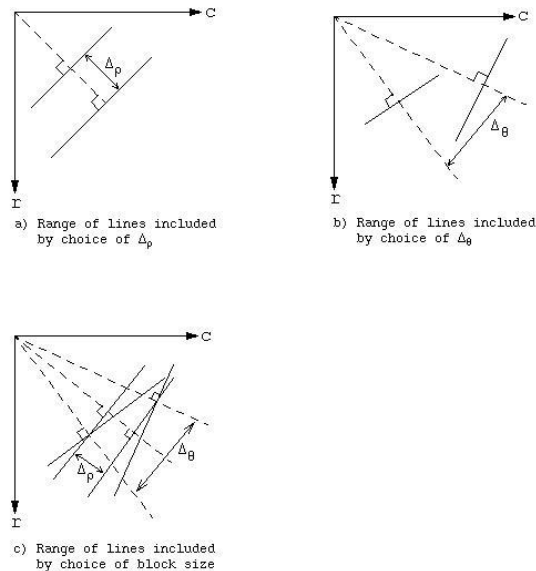 c
Δρ
r
a) Range of lines included
by choice of Δρ
c
Δθ
r
b) Range of lines included
by choice of Δθ
c
Δθ
Δρ
r
c) Range of lines included
by choice of block size